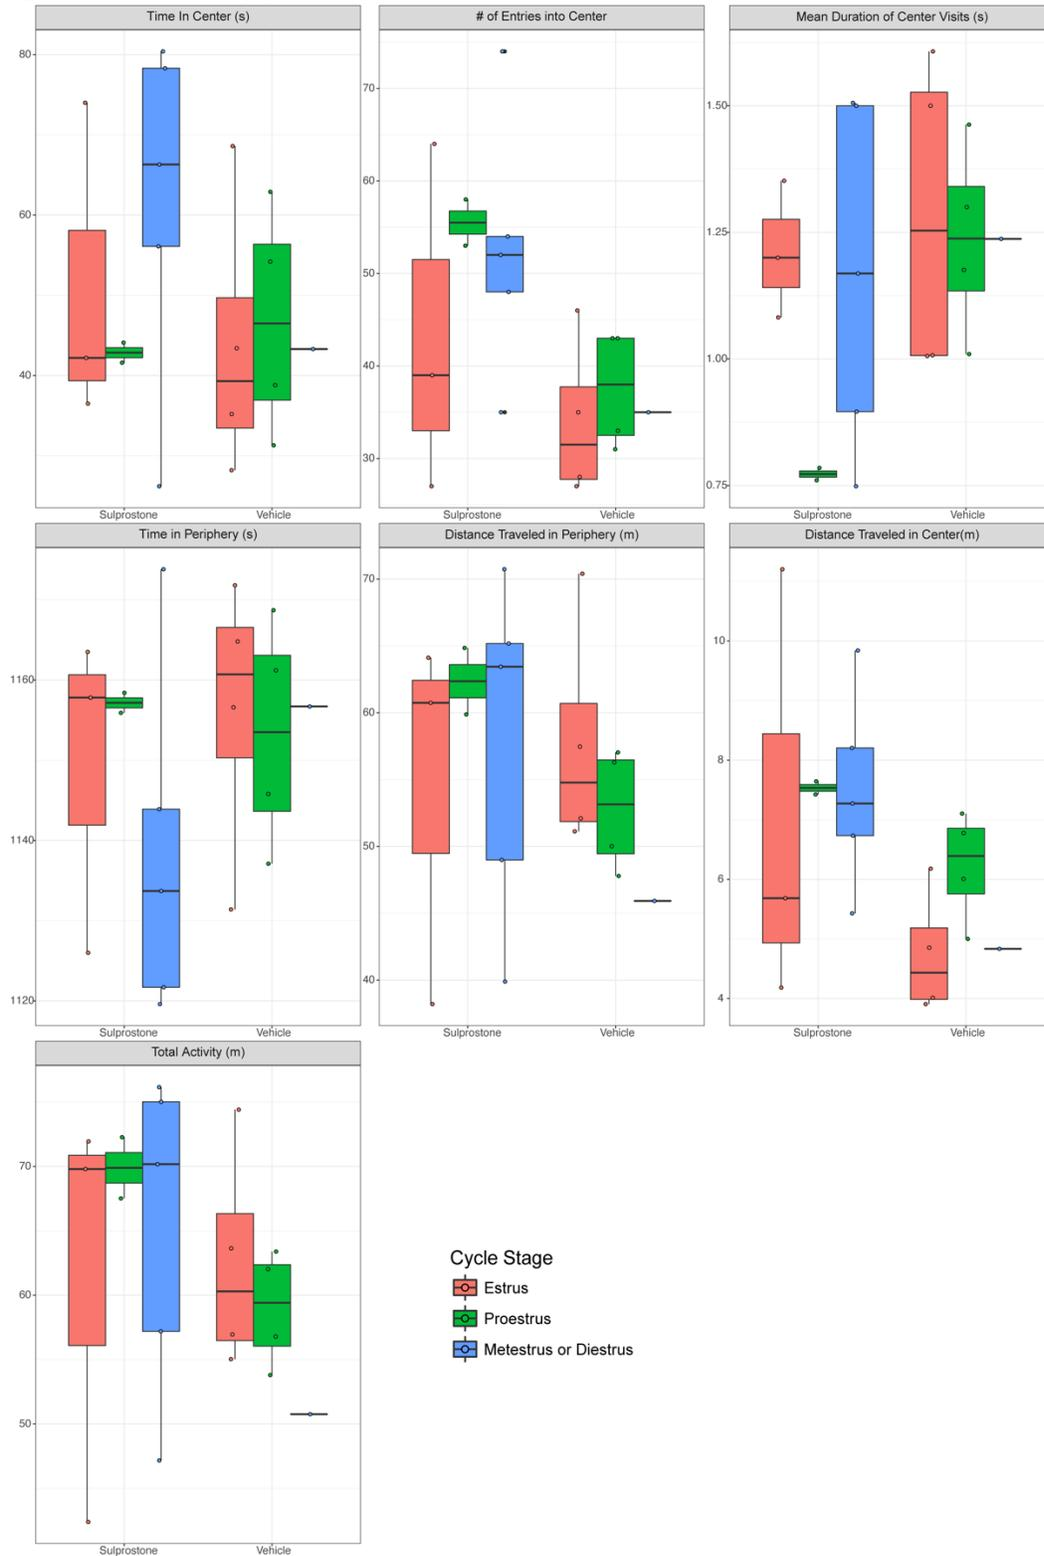 Time In Center (s)
# of Entries into Center
Mean Duration of Center Visits (s)
80
60
40
Sulprostone Vehicle
70
60
50
40
30
Sulprostone Vehicle
1.50
1.25
1.00
0.75
Sulprostone Vehicle
Time in Periphery (s)
Distance Traveled in Periphery (m)
Distance Traveled in Center(m)
1160
1140
1120
Sulprostone Vehicle
70
60
50
40
Sulprostone Vehicle
10
8
6
4
Sulprostone Vehicle
Total Activity (m)
70
60
50
Sulprostone Vehicle
Cycle Stage
Estrus
Proestrus
Metestrus or Diestrus